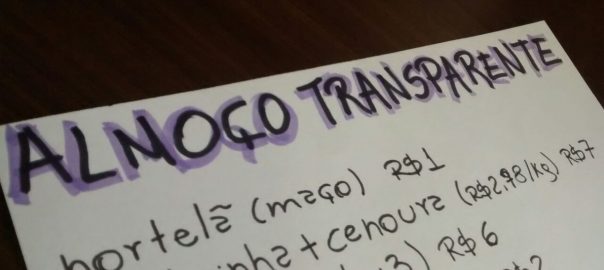 ALMOÇO TRANSPARENTE
hortelã (maço) R$1
+ cenoura (R$2,98/Kg) R$7
3) R$6